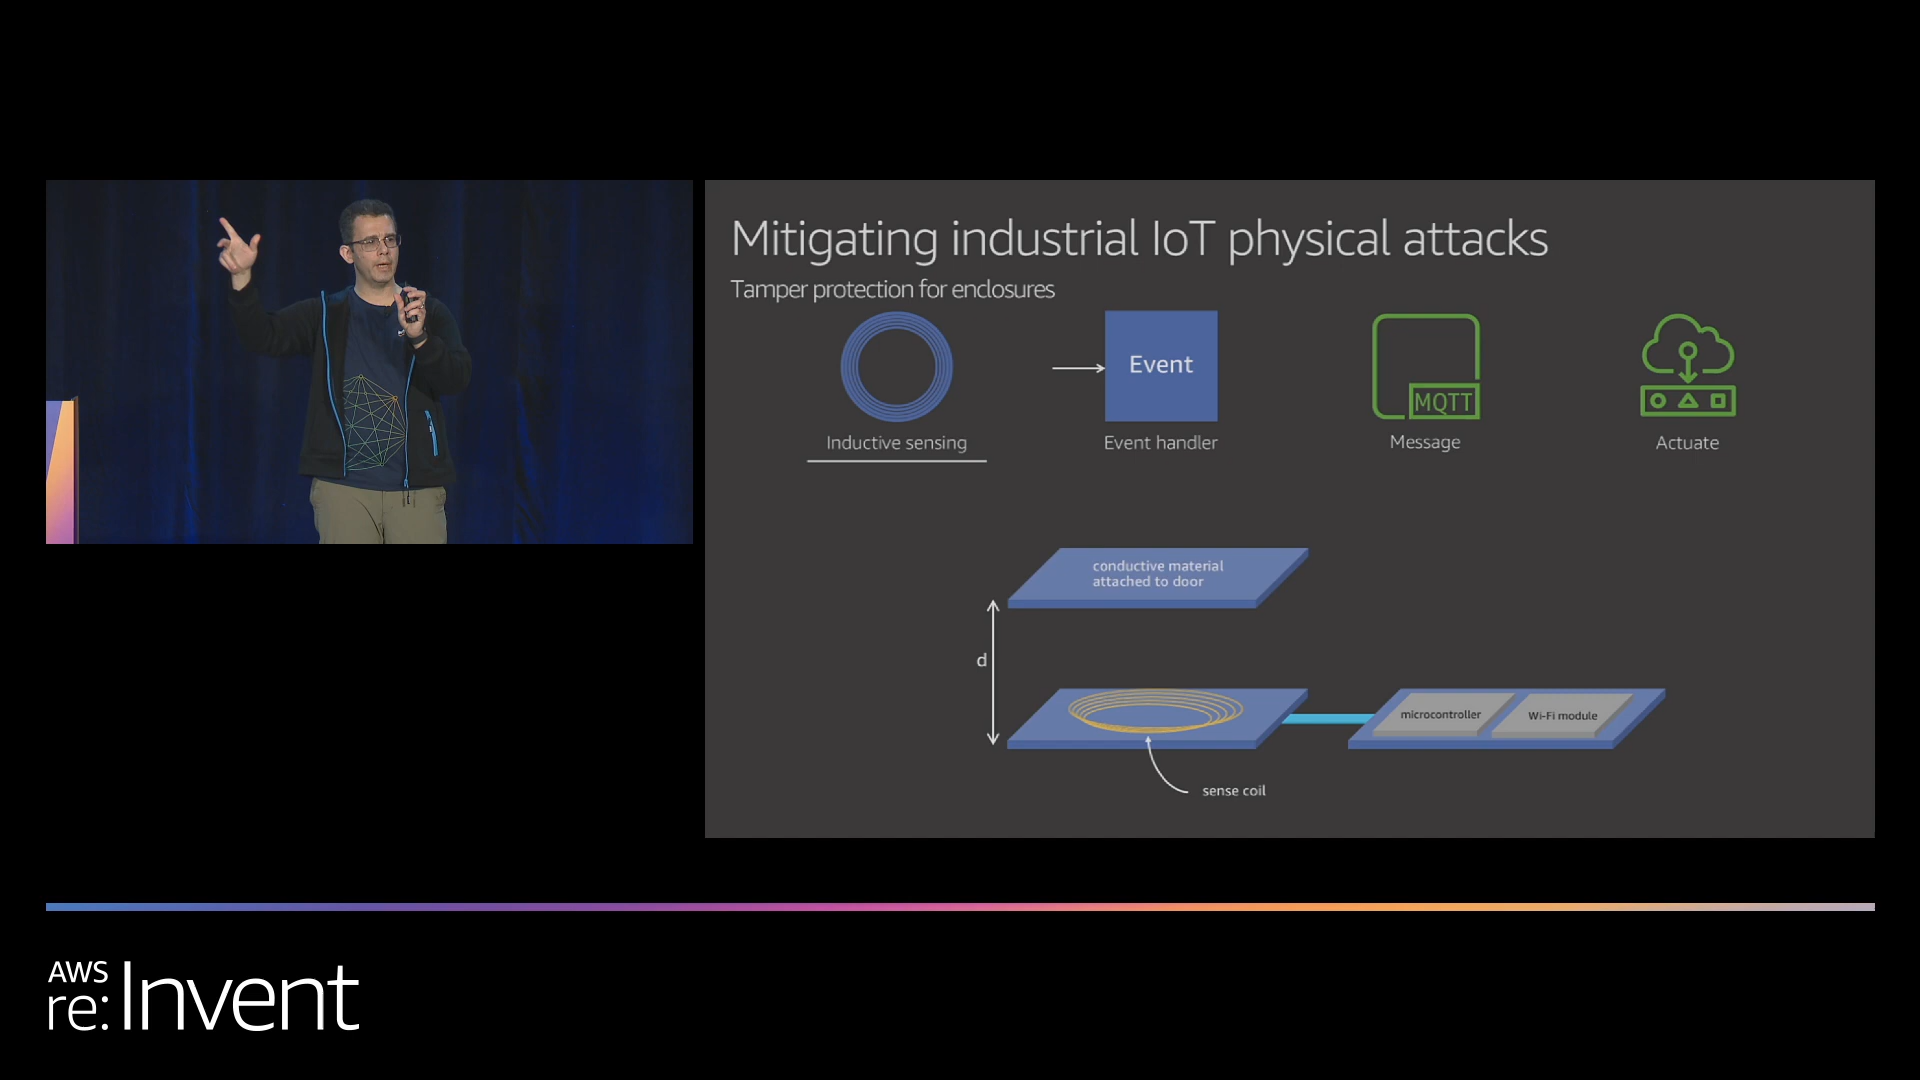 Mitigating industrial IoT physical attacks
Tamper protection for enclosures
Event
MQTT
Inductive sensing
Event handler
Message
Actuate
conductive material
attached to door
d
microcontroller
Wi-Fi module
sense coil
AWS
re:Invent